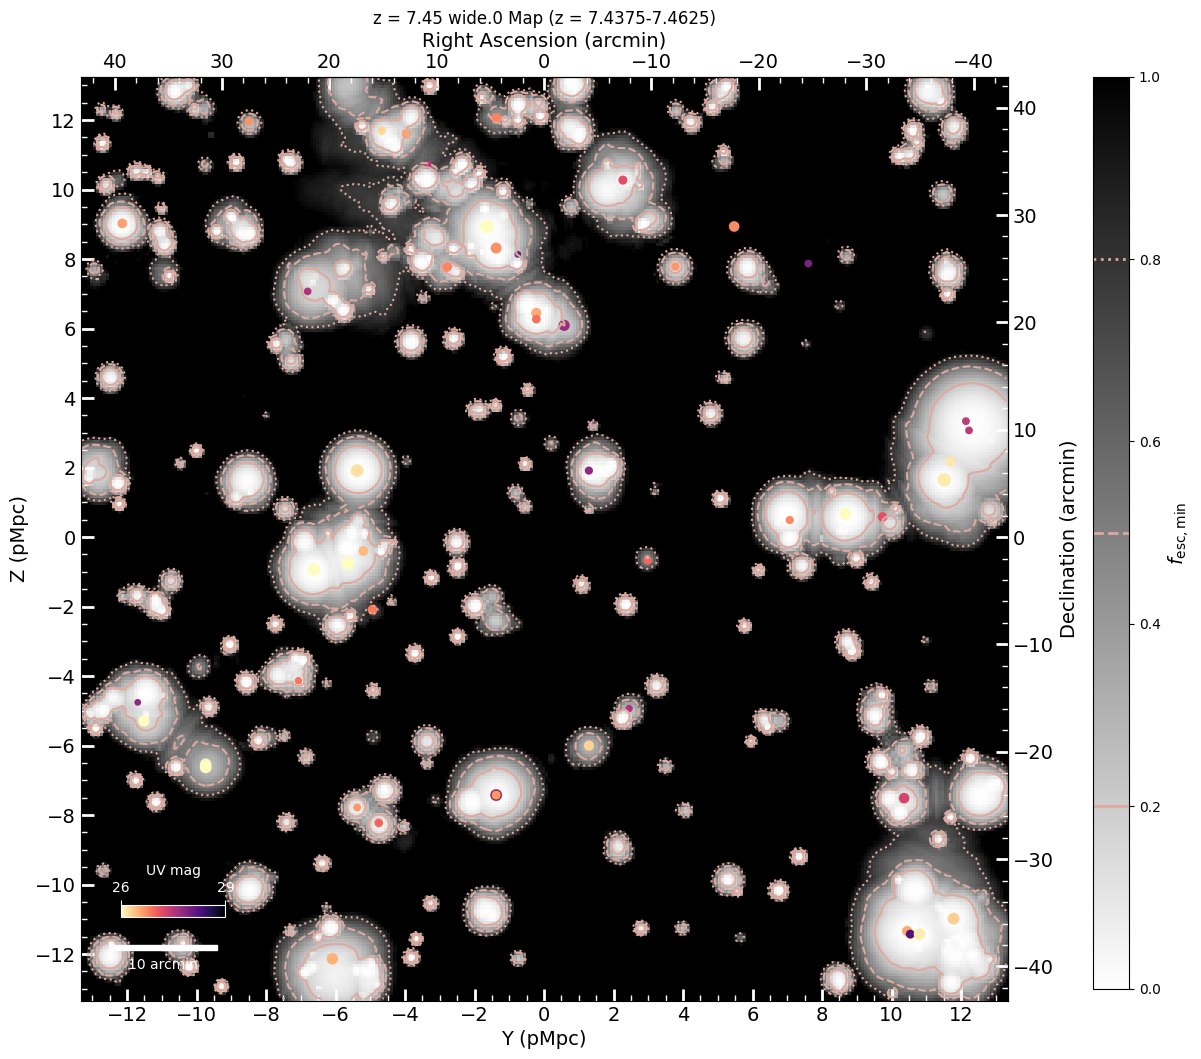 z = 7.45 wide.0 Map (z = 7.4375-7.4625)
Right Ascension (arcmin)
40 30 20 10 0 −10 −20 −30 −40
12
10
8
6
4
2
0
−2
−4
−6
−8
−10
−12
Z (pMpc)
UV mag
26 29
10 arcmin
−12 −10 −8 −6 −4 −2 0 2 4 6 8 10 12
Y (pMpc)
40
30
20
10
0
−10
−20
−30
−40
Declination (arcmin)
1.0
0.8
0.6
0.4
0.2
0.0
fesc, min